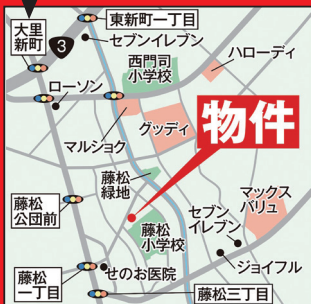 東新町一丁目
大里
新町
3
セブンイレブン
西門司
小学校
ハローデイ
ローソン
マルショク
グッディ
物件
藤松
緑地
藤松
公団前
藤松
小学校
セブン
イレブン
マックス
バリュ
藤松
一丁目
せのお医院
ジョイフル
藤松三丁目